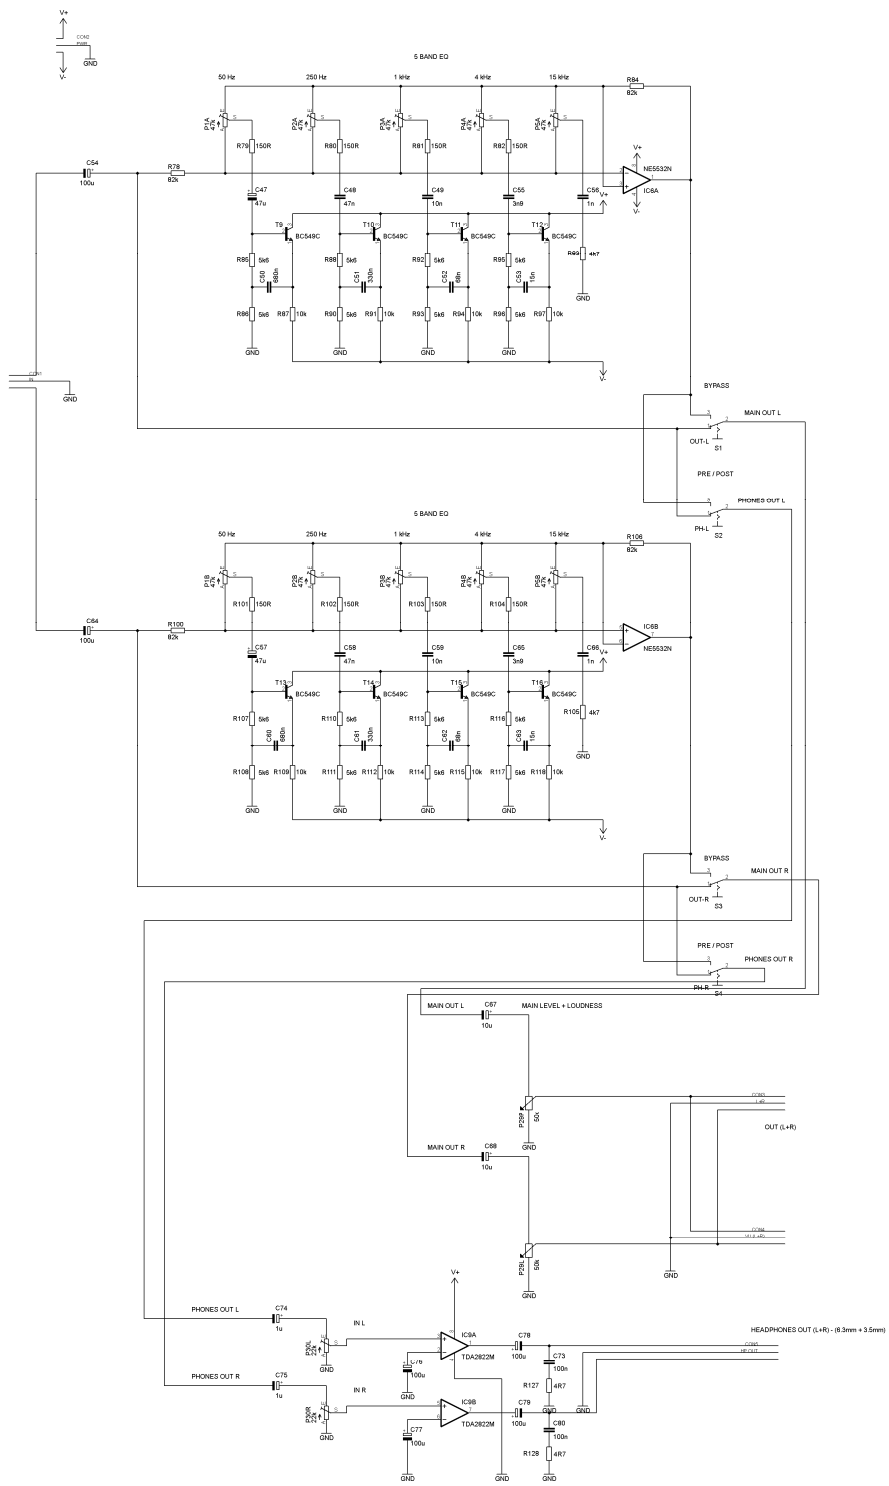 V+
CON2
PWR
GND
V-
5 BAND EQ
50 Hz 250 Hz 1 kHz 4 kHz 15 kHz
R84
82k
P1A 47k P2A 47k P3A 47k P4A 47k P5A 47k
R79 150R R80 150R R81 150R R82 150R
V+
NE5532N
IC6A
V-
C54
100u
R78
82k
C47 47u C48 47n C49 10n C55 3n9 C56 1n
V+
T9 BC549C T10 BC549C T11 BC549C T12 BC549C
R85 5k6 R88 5k6 R92 5k6 R95 5k6 4k7
C50 680n C51 330n C52 68n C53 15n
GND
R86 5k6 R87 10k R90 5k6 R91 10k R93 5k6 R94 10k R96 5k6 R97 10k
GND GND GND GND
V-
CON1
IN
GND
BYPASS
MAIN OUT L
OUT-L
S1
PRE / POST
PHONES OUT L
PH-L
S2
5 BAND EQ
50 Hz 250 Hz 1 kHz 4 kHz 15 kHz
R106
82k
P1B 47k P2B 47k P3B 47k P4B 47k P5B 47k
R101 150R R102 150R R103 150R R104 150R
IC6B
NE5532N
C64
100u
R100
82k
C57 47u C58 47n C59 10n C65 3n9 C66 1n
V+
T13 BC549C T14 BC549C T15 BC549C T16 BC549C
R107 5k6 R110 5k6 R113 5k6 R116 5k6 R105 4k7
C60 680n C61 330n C62 68n C63 15n
GND
R108 5k6 R109 10k R111 5k6 R112 10k R114 5k6 R115 10k R117 5k6 R118 10k
GND GND GND GND
V-
BYPASS
MAIN OUT R
OUT-R
S3
PRE / POST
PHONES OUT R
PH-R
S4
MAIN OUT L
C67
10u
MAIN LEVEL + LOUDNESS
50k
CON3
L+R
OUT (L+R)
GND
MAIN OUT R
C68
10u
P29L
50k
CON4
GND
GND
V+
PHONES OUT L
C74
1u
IN L
P30L
22k
GND
IC9A
TDA2822M
C76
100u
GND
C78
100u
HEADPHONES OUT (L+R) - (6.3mm + 3.5mm)
CON5
HP OUT
C73
100n
R127 4R7
GND GND
PHONES OUT R
C75
1u
IN R
P30R
22k
GND
IC9B
TDA2822M
C77
100u
GND
GND
C79
100u
C80
100n
R128 4R7
GND